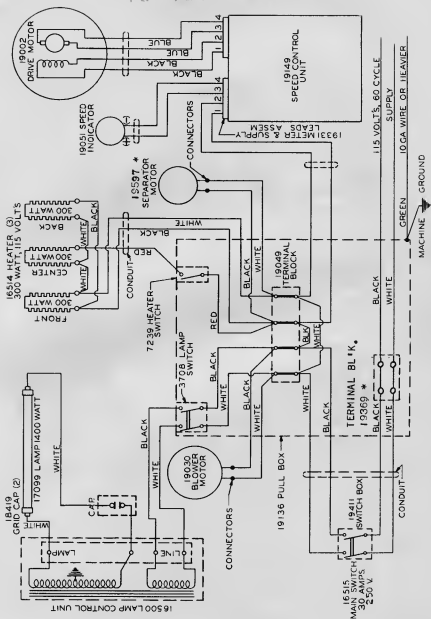 19002
DRIVE MOTOR
BLUE
BLUE
BLACK
BLACK
4
3
2
1
19149
SPEED CONTROL
UNIT
4
3
2
1
19331 METER & SUPPLY
LEADS ASSEM
19051 SPEED
INDICATOR
CONNECTORS
19597 *
SEPARATOR
MOTOR
115 VOLTS, 60 CYCLE
SUPPLY
10 GA WIRE OR HEAVIER
GREEN
MACHINE GROUND
16514 HEATER (3)
300 WATT, 115 VOLTS
300 WATT
BACK
300 WATT
CENTER
300 WATT
FRONT
WHITE
WHITE
BLACK
BLACK
WHITE
RED
CONDUIT
7239 HEATER
SWITCH
RED
BLACK
WHITE
19049
TERMINAL
BLOCK
BLACK
WHITE
BLK
WHITE
BLACK
WHITE
BLACK
WHITE
TERMINAL BLK.
19369 *
BLACK
WHITE
3708 LAMP
SWITCH
BLACK
WHITE
19030
BLOWER
MOTOR
CONNECTORS
19136 PULL BOX
CONDUIT
18419
GRID CAP (2)
17099 LAMP 1400 WATT
WHITE
WHITE
CAP
LAMP
LINE
16500 LAMP CONTROL UNIT
19411
SWITCH BOX
16515
MAIN SWITCH
30 AMPS
250 V.